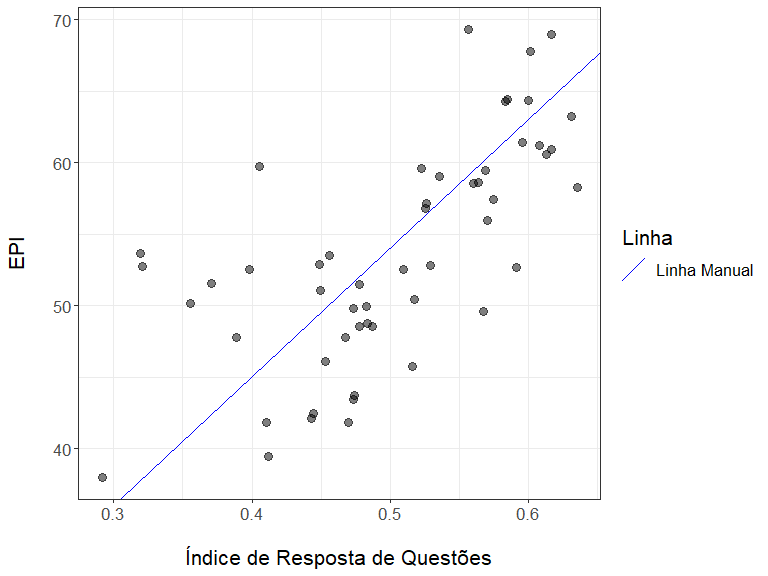 70
60
50
40
EPI
0.3 0.4 0.5 0.6
Índice de Resposta de Questões
Linha
Linha Manual